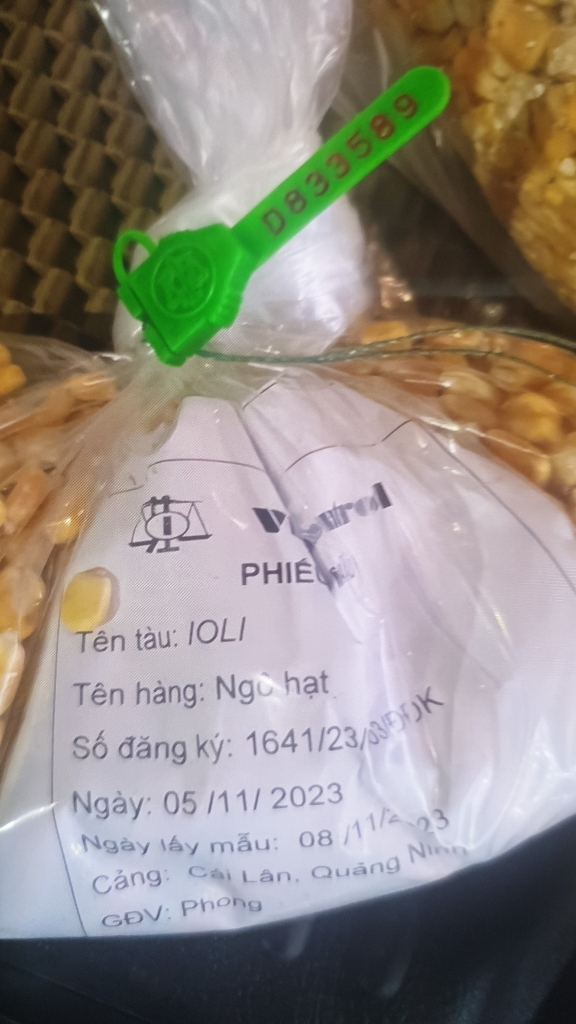 D833589
PHIẾU
Tên tàu: IOLI
Tên hàng: Ngô hạt
Số đăng ký: 1641/23/
Ngày: 05 /11/ 2023
Ngày lấy mẫu: 08 /11/2023
Cảng: Cái Lân, Quảng Ninh
GĐV: Phong